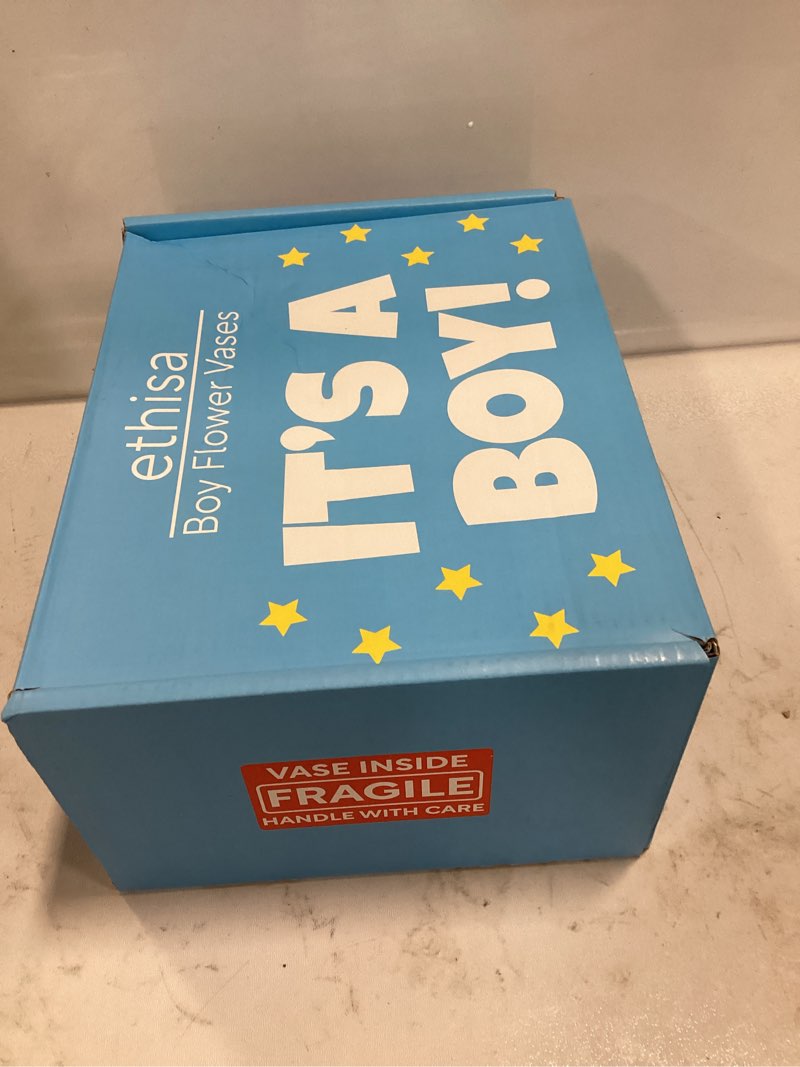 ethisa
Boy Flower Vases
IT'S A
BOY!
VASE INSIDE
FRAGILE
HANDLE WITH CARE